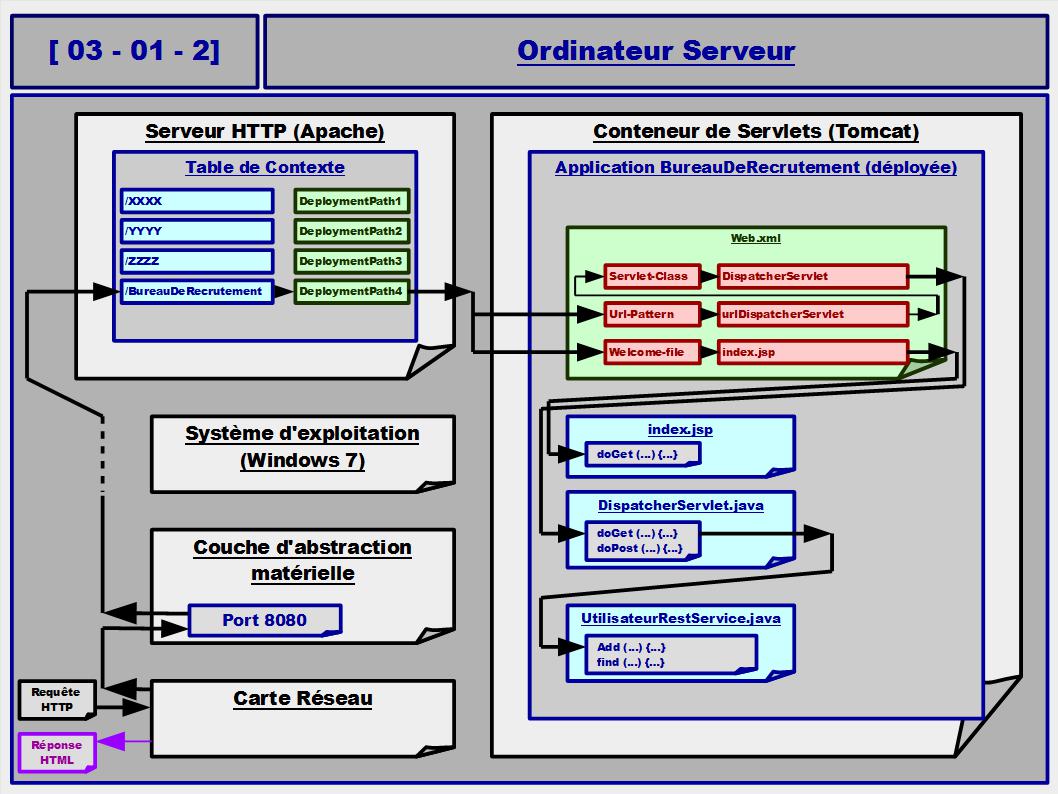 [ 03 - 01 - 2]
Ordinateur Serveur
Serveur HTTP (Apache)
Table de Contexte
/XXXX
DeploymentPath1
/YYYY
DeploymentPath2
/ZZZZ
DeploymentPath3
/BureauDeRecrutement
DeploymentPath4
Système d'exploitation
(Windows 7)
Couche d'abstraction
matérielle
Port 8080
Carte Réseau
Requête
HTTP
Réponse
HTML
Conteneur de Servlets (Tomcat)
Application BureauDeRecrutement (déployée)
Web.xml
Servlet-Class
DispatcherServlet
Url-Pattern
urlDispatcherServlet
Welcome-file
index.jsp
index.jsp
doGet (...) {...}
DispatcherServlet.java
doGet (...) {...}
doPost (...) {...}
UtilisateurRestService.java
Add (...) {...}
find (...) {...}